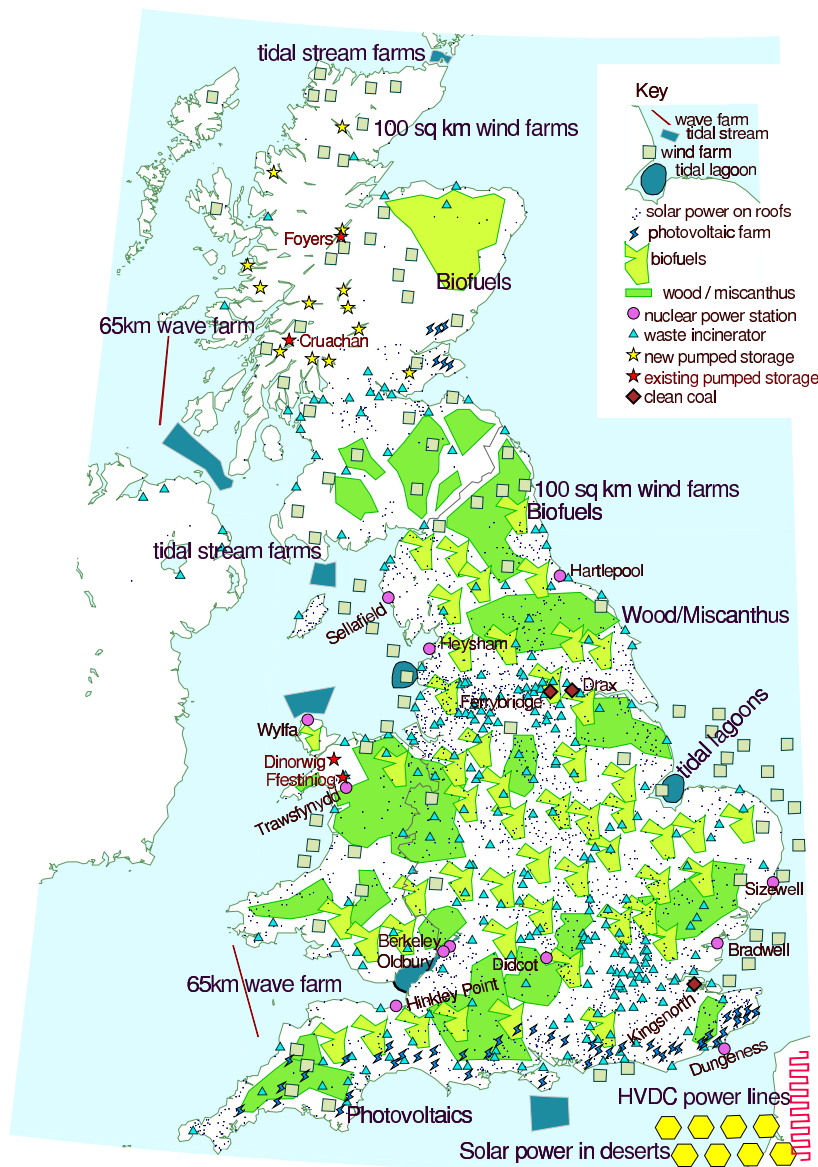 tidal stream farms
Key
wave farm
tidal stream
100 sq km wind farms
wind farm
tidal lagoon
solar power on roofs
photovoltaic farm
Foyers
biofuels
Biofuels
wood / miscanthus
nuclear power station
65km wave farm
waste incinerator
Cruachan
new pumped storage
existing pumped storage
clean coal
100 sq km wind farms
Biofuels
tidal stream farms
Hartlepool
Sellafield
Wood/Miscanthus
Heysham
Drax
Ferrybridge
Wylfa
tidal lagoons
Dinorwig
Ffestiniog
Trawsfynydd
Sizewell
Berkeley
Oldbury
Didcot
Bradwell
65km wave farm
Hinkley Point
Kingsnorth
Dungeness
HVDC power lines
Photovoltaics
Solar power in deserts